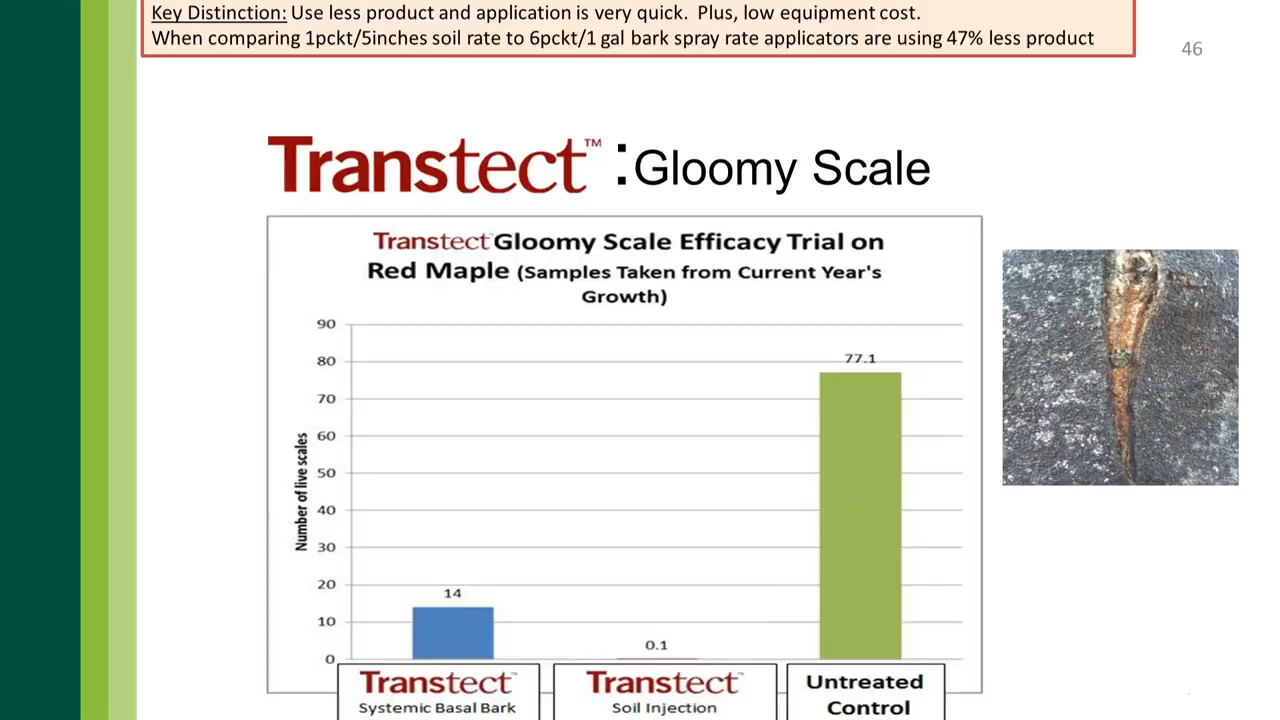 Key Distinction: Use less product and application is very quick.  Plus, low equipment cost.
When comparing 1pckt/5inches soil rate to 6pckt/1 gal bark spray rate applicators are using 47% less product
46
Transtect™ :Gloomy Scale
Transtect Gloomy Scale Efficacy Trial on
Red Maple (Samples Taken from Current Year's
Growth)
90
80
70
60
50
40
30
20
10
0
Number of live scales
14
0.1
77.1
Transtect™
Systemic Basal Bark
Transtect™
Soil Injection
Untreated
Control